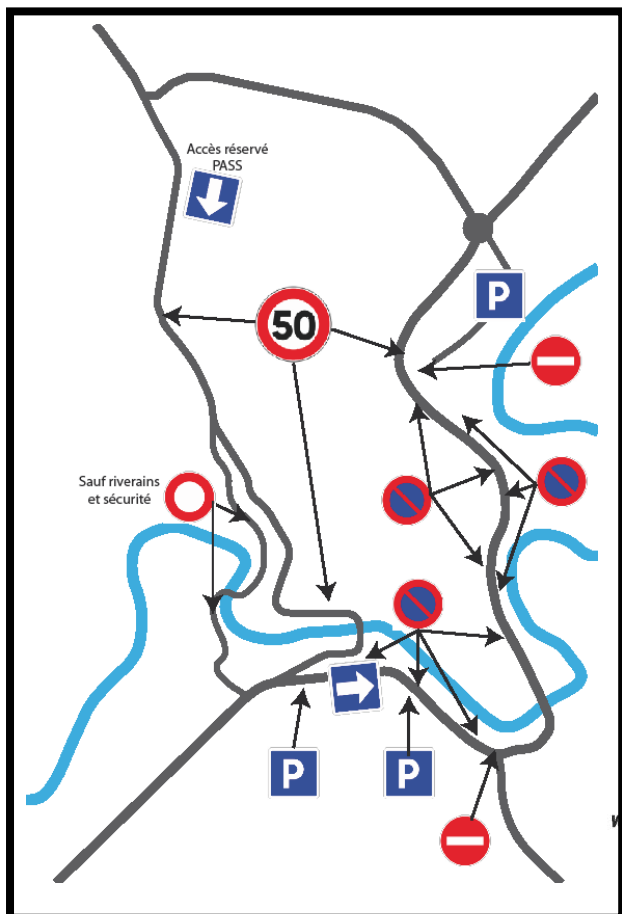 Accès réservé
PASS
P
50
Sauf riverains
et sécurité
P
P